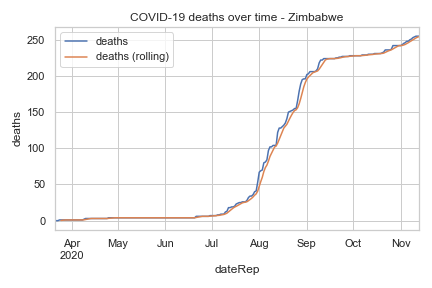 COVID-19 deaths over time - Zimbabwe
deaths
deaths (rolling)
250
200
150
100
50
0
deaths
Apr May Jun Jul Aug Sep Oct Nov
2020
dateRep